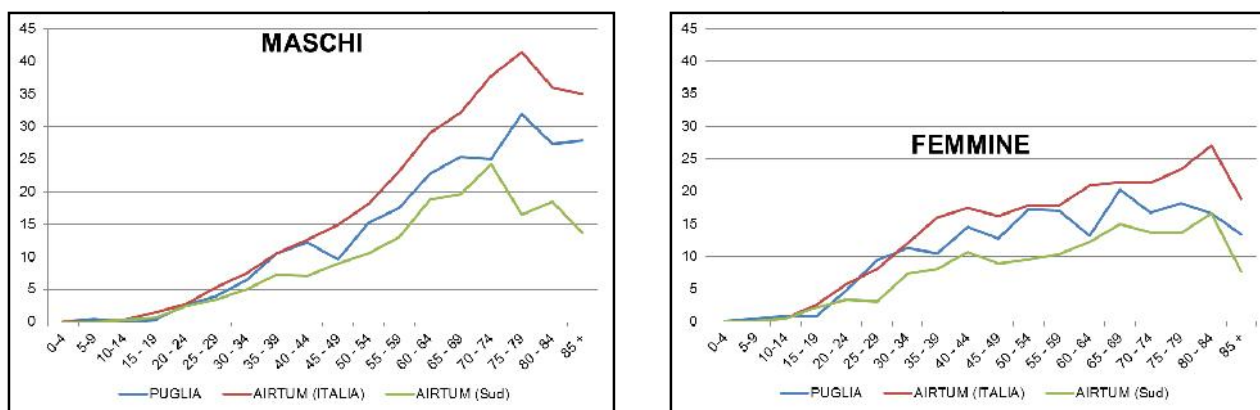 MASCHI
45
40
35
30
25
20
15
10
5
0
0-4
5-9
10-14
15 - 19
20 - 24
25 - 29
30 - 34
35 - 39
40 - 44
45 - 49
50 - 54
55 - 59
60 - 64
65 - 69
70 - 74
75 - 79
80 - 84
85 +
PUGLIA AIRTUM (ITALIA) AIRTUM (Sud)
FEMMINE
45
40
35
30
25
20
15
10
5
0
0-4
5-9
10-14
15 - 19
20 - 24
25 - 29
30 - 34
35 - 39
40 - 44
45 - 49
50 - 54
55 - 59
60 - 64
65 - 69
70 - 74
75 - 79
80 - 84
85 +
PUGLIA AIRTUM (ITALIA) AIRTUM (Sud)